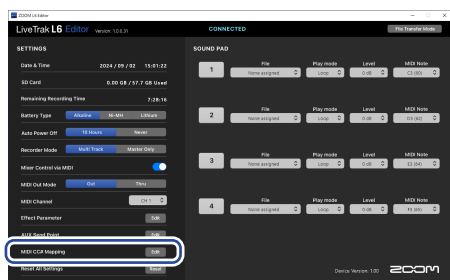 ZOOM L6 Editor
LiveTrak L6 Editor Version: 1.0.0.31
CONNECTED
File Transfer Mode
SETTINGS
Date & Time 2024 / 09 / 02 15:01:22
SD Card 0.00 GB / 57.7 GB Used
Remaining Recording Time 7:28:16
Battery Type Alkaline Ni-MH Lithium
Auto Power Off 10 Hours Never
Recorder Mode Multi Track Master Only
Mixer Control via MIDI
MIDI Out Mode Out Thru
MIDI Channel CH 1
Effect Parameter Edit
AUX Send Point Edit
MIDI CC# Mapping Edit
Reset All Settings Reset
SOUND PAD
File Play mode Level MIDI Note
1 None assigned Loop 0 dB C3 (60)
File Play mode Level MIDI Note
2 None assigned Loop 0 dB D3 (62)
File Play mode Level MIDI Note
3 None assigned Loop 0 dB E3 (64)
File Play mode Level MIDI Note
4 None assigned Loop 0 dB F3 (65)
Device Version: 1.00 ZOOM